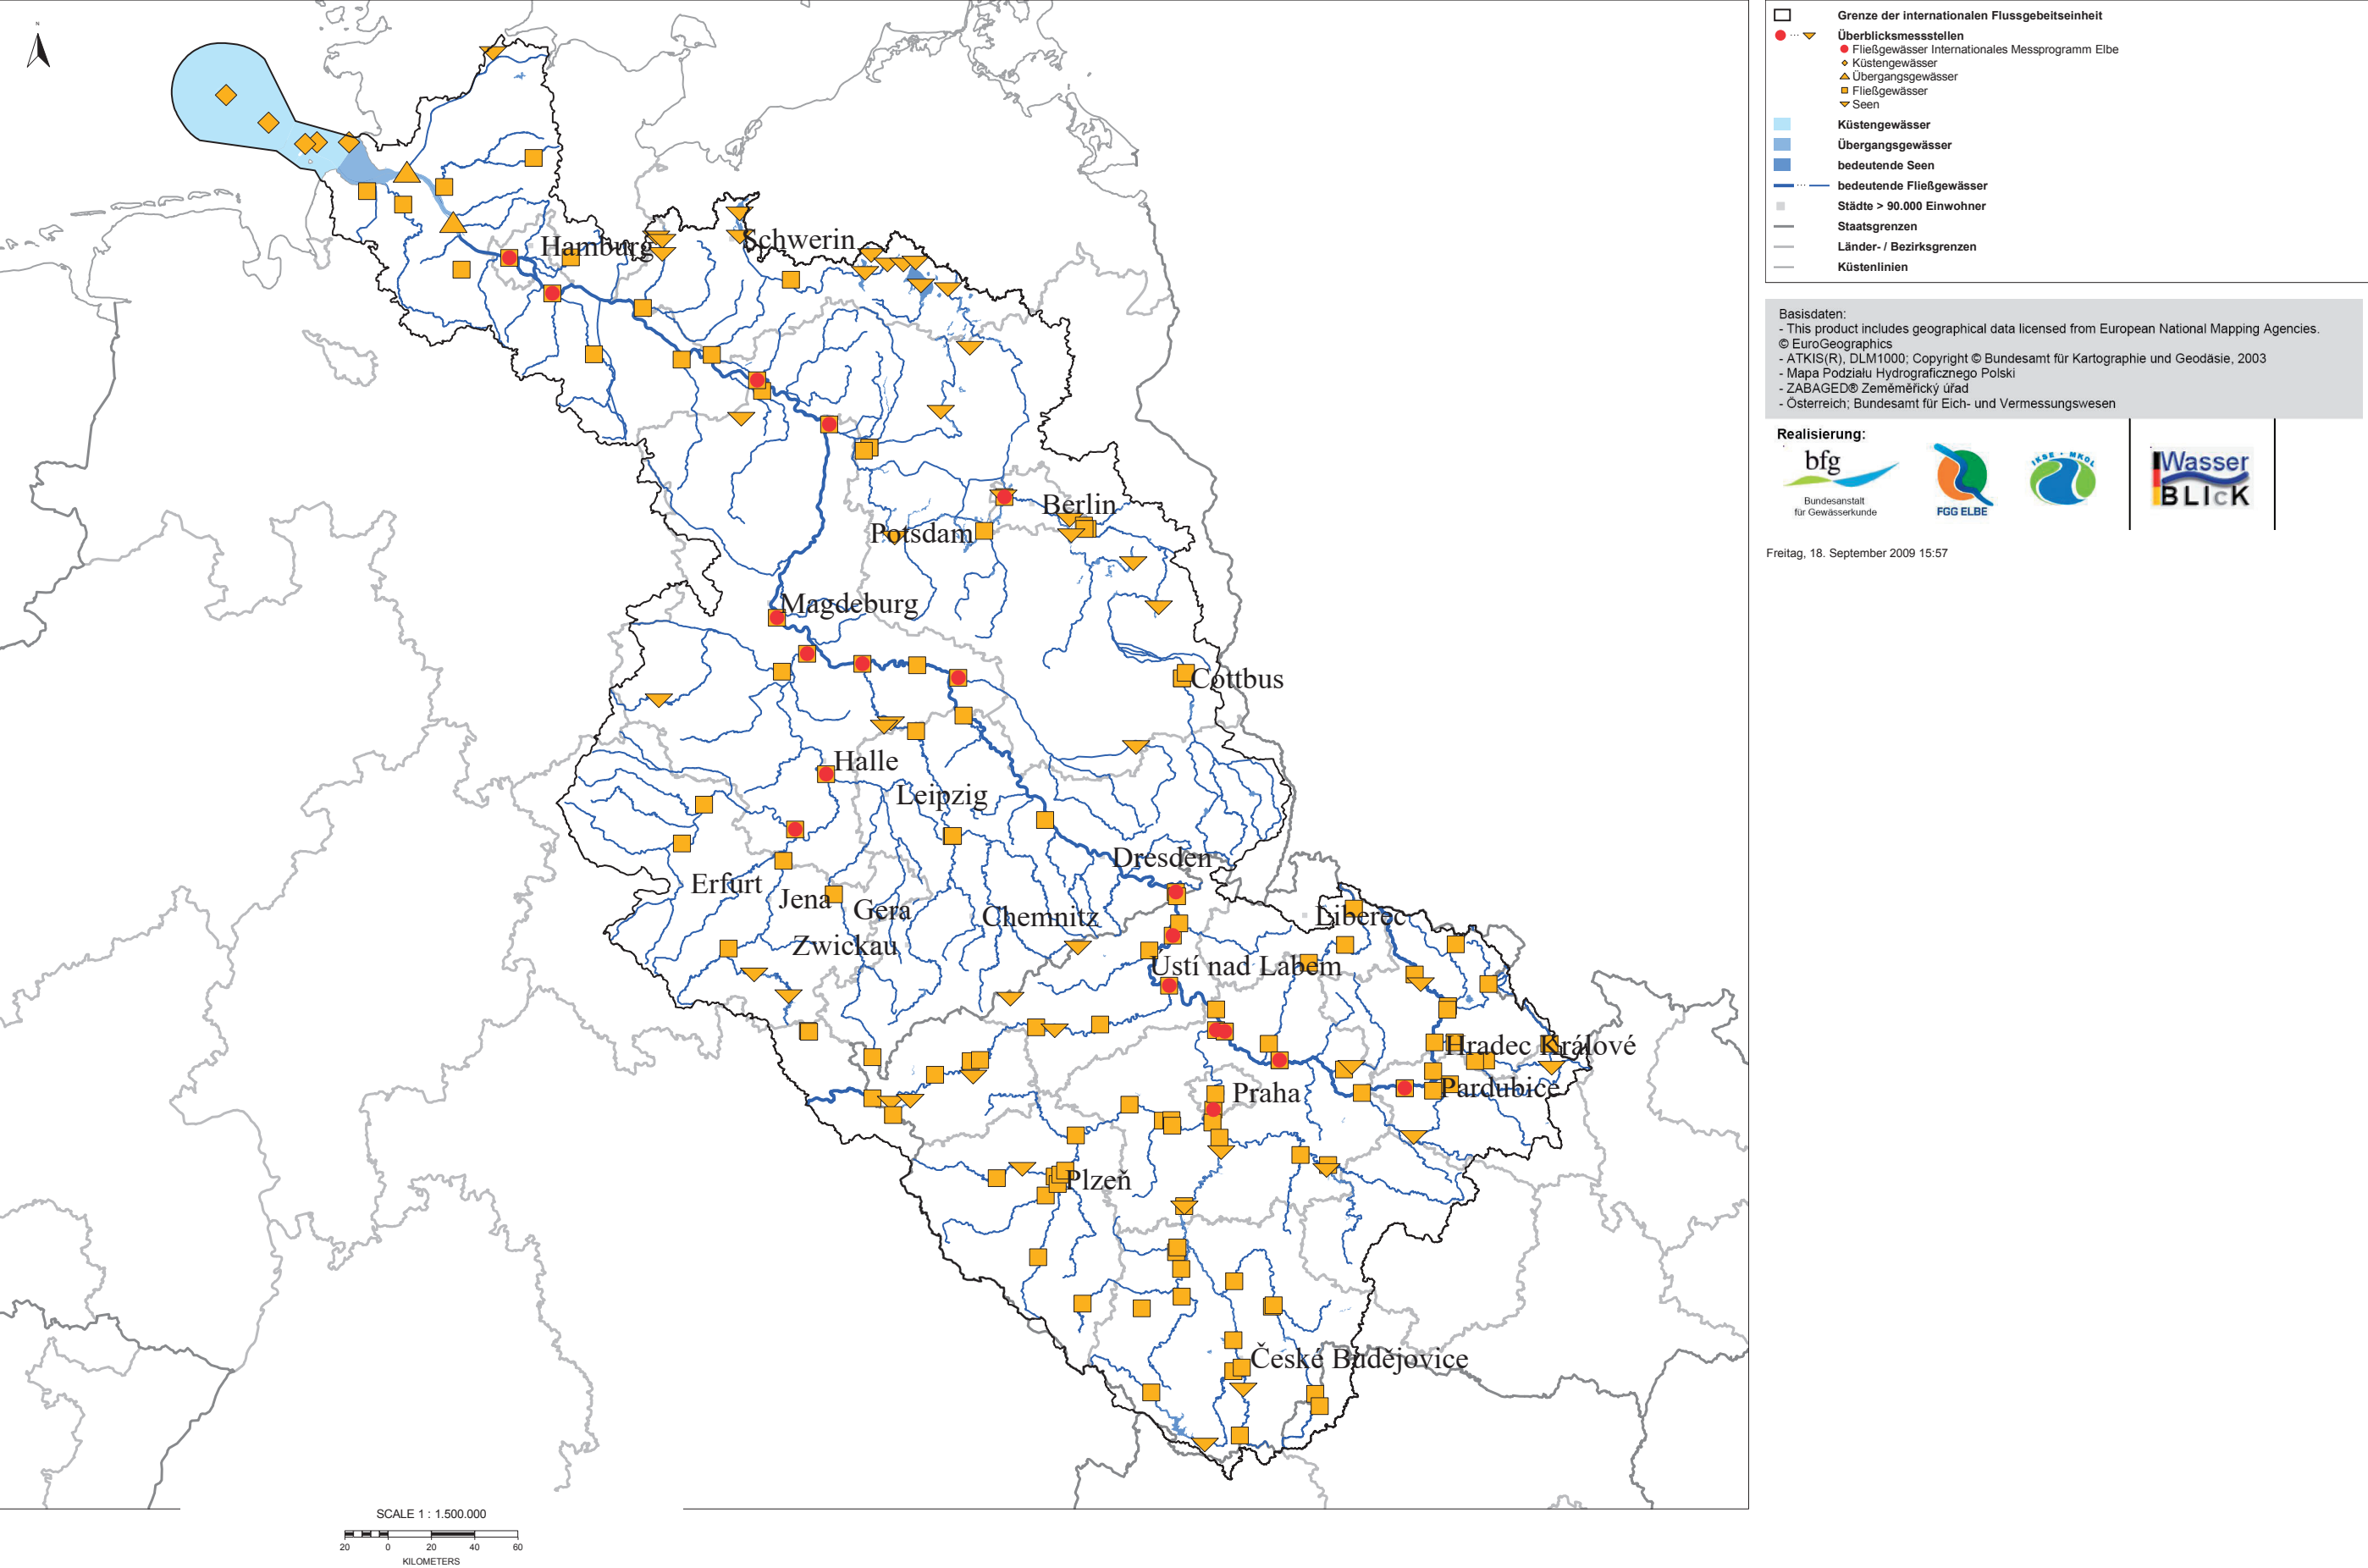 N
Hamburg
Schwerin
Berlin
Potsdam
Magdeburg
Cottbus
Halle
Leipzig
Dresden
Erfurt
Jena
Gera
Chemnitz
Liberec
Zwickau
Ústí nad Labem
Hradec Králové
Praha
Pardubice
Plzeň
České Budějovice
SCALE 1 : 1.500.000
20 0 20 40 60
KILOMETERS
Grenze der internationalen Flussgebeitseinheit
Überblicksmessstellen
Fließgewässer Internationales Messprogramm Elbe
Küstengewässer
Übergangsgewässer
Fließgewässer
Seen
Küstengewässer
Übergangsgewässer
bedeutende Seen
bedeutende Fließgewässer
Städte > 90.000 Einwohner
Staatsgrenzen
Länder- / Bezirksgrenzen
Küstenlinien
Basisdaten:
- This product includes geographical data licensed from European National Mapping Agencies.
© EuroGeographics
- ATKIS(R), DLM1000; Copyright © Bundesamt für Kartographie und Geodäsie, 2003
- Mapa Podziału Hydrograficznego Polski
- ZABAGED® Zeměměřický úřad
- Österreich; Bundesamt für Eich- und Vermessungswesen
Realisierung:
bfg
Bundesanstalt
für Gewässerkunde
FGG ELBE
IKSE • MKOL
Wasser
BLIcK
Freitag, 18. September 2009 15:57